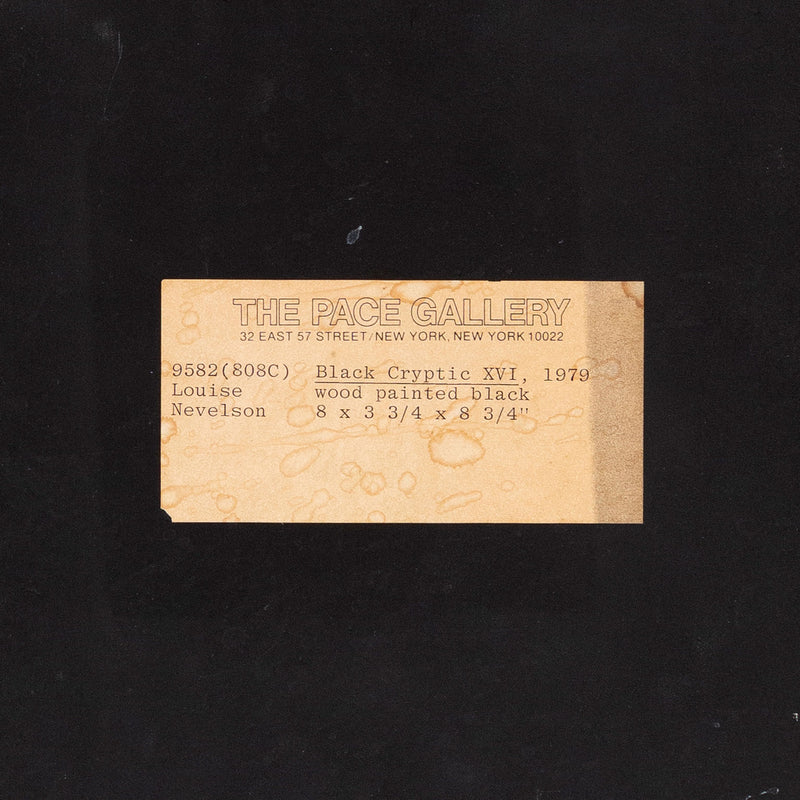 THE PACE GALLERY
32 EAST 57 STREET/NEW YORK, NEW YORK 10022
9582(808C) Black Cryptic XVI, 1979
Louise wood painted black
Nevelson 8 x 3 3/4 x 8 3/4"